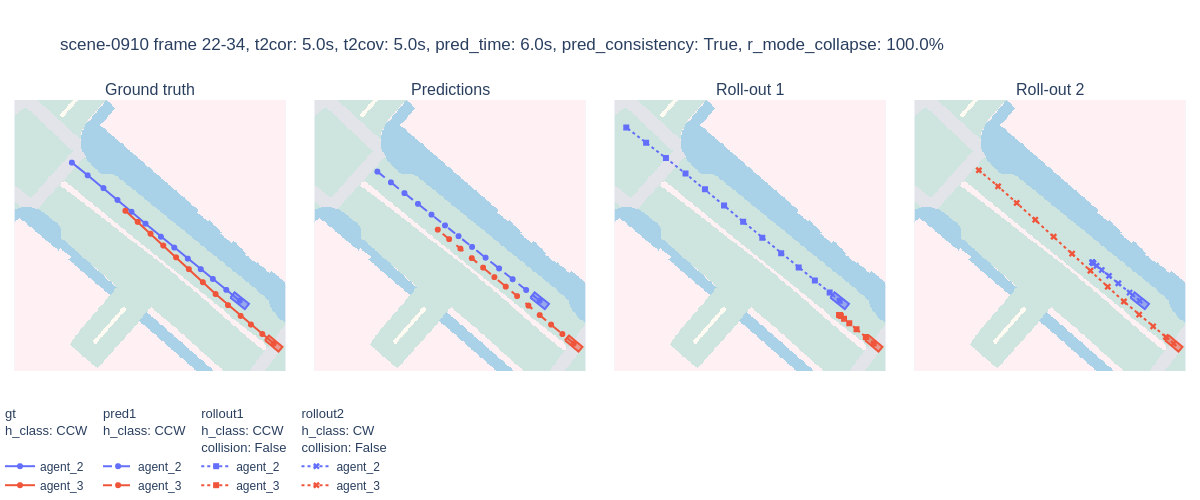 scene-0910 frame 22-34, t2cor: 5.0s, t2cov: 5.0s, pred_time: 6.0s, pred_consistency: True, r_mode_collapse: 100.0%
Ground truth
Predictions
Roll-out 1
Roll-out 2
gt
h_class: CCW
agent_2
agent_3
pred1
h_class: CCW
agent_2
agent_3
rollout1
h_class: CCW
collision: False
agent_2
agent_3
rollout2
h_class: CW
collision: False
agent_2
agent_3